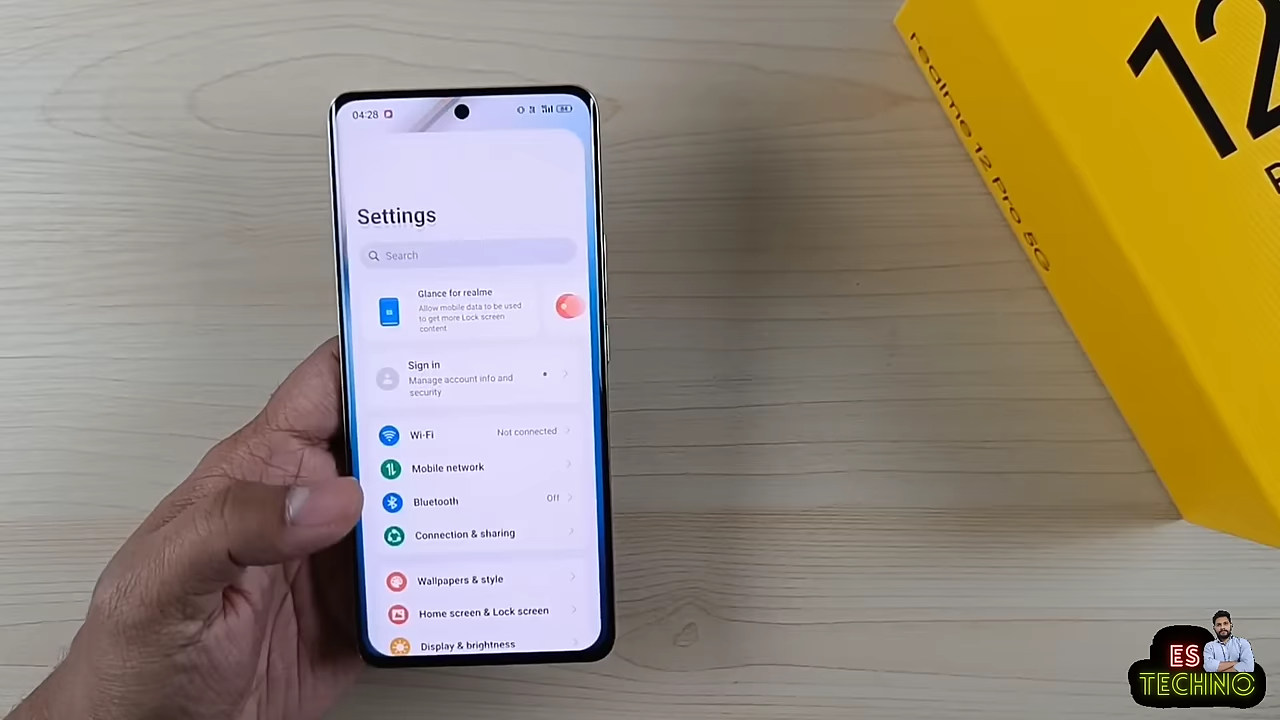 04:28
Settings
Search
Glance for realme
Allow mobile data to be used
to get more Lock screen
content
Sign in
Manage account info and
security
Wi-Fi
Not connected
Mobile network
Bluetooth
Off
Connection & sharing
Wallpapers & style
Home screen & Lock screen
Display & brightness
12
realme 12 Pro 5G
ES
TECHNO